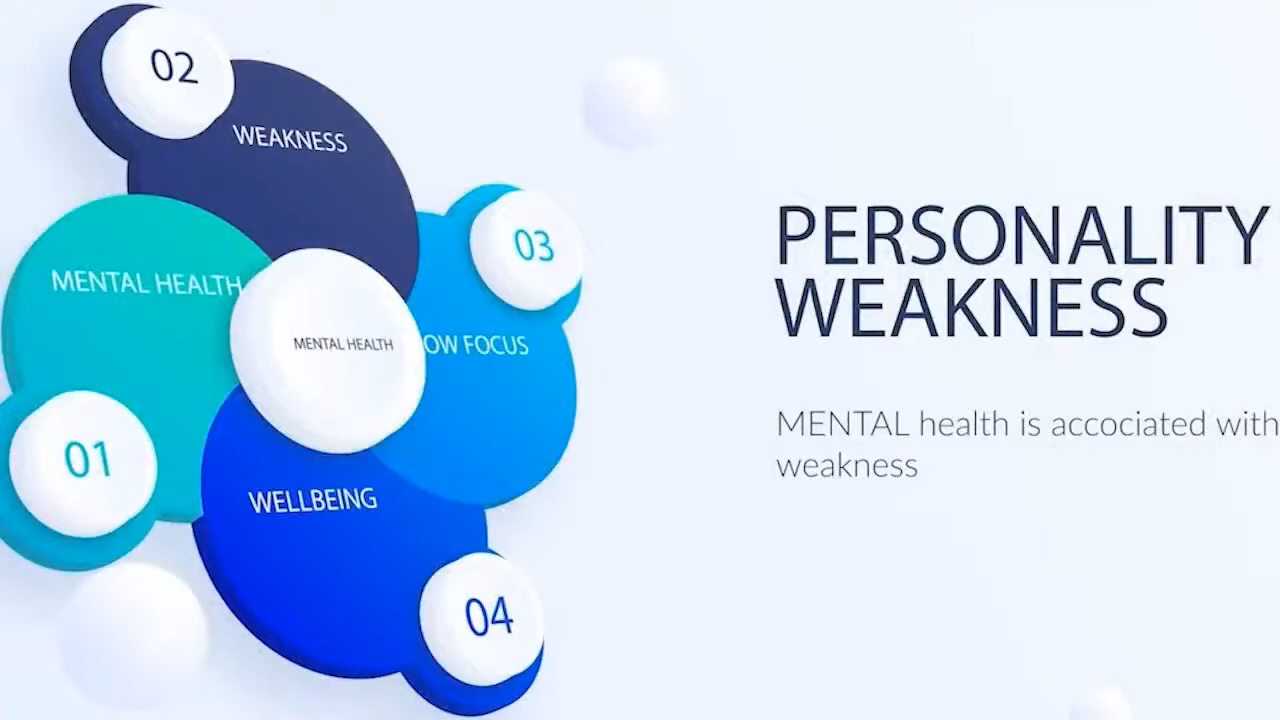 02
WEAKNESS
03
MENTAL HEALTH
MENTAL HEALTH
OW FOCUS
01
WELLBEING
04
PERSONALITY
WEAKNESS
MENTAL health is accociated with
weakness